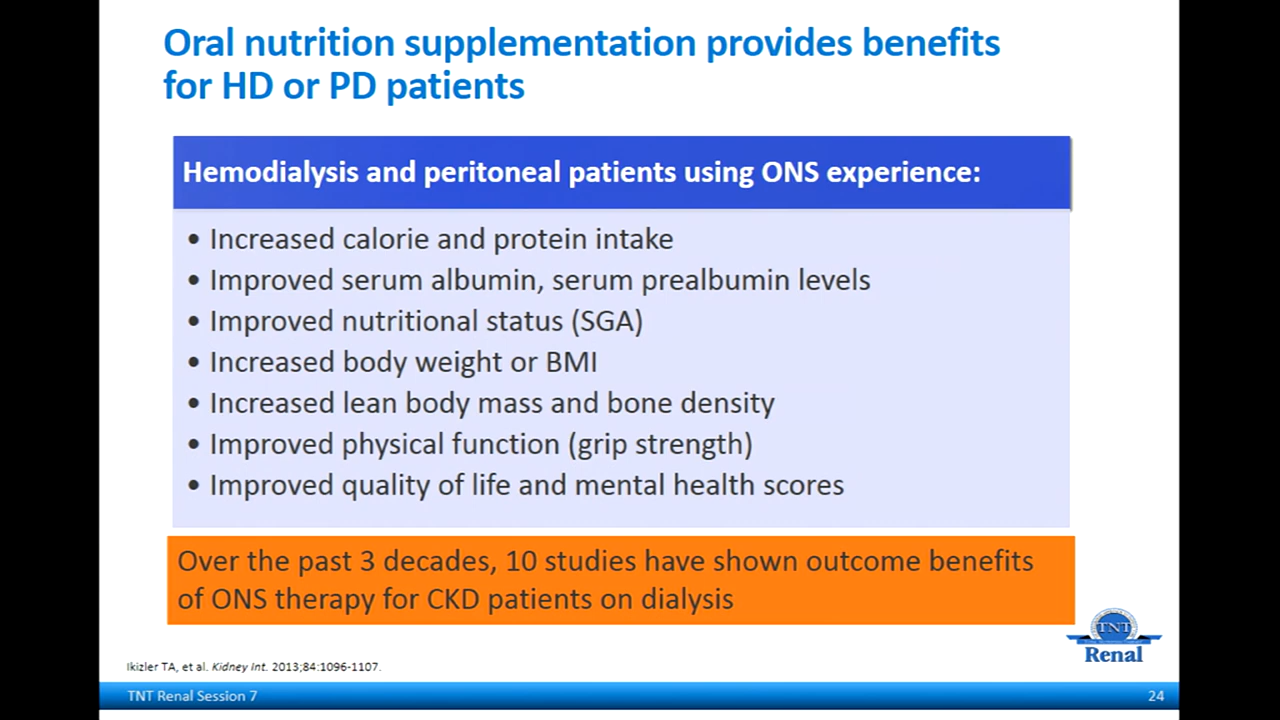 Oral nutrition supplementation provides benefits
for HD or PD patients
Hemodialysis and peritoneal patients using ONS experience:
• Increased calorie and protein intake
• Improved serum albumin, serum prealbumin levels
• Improved nutritional status (SGA)
• Increased body weight or BMI
• Increased lean body mass and bone density
• Improved physical function (grip strength)
• Improved quality of life and mental health scores
Over the past 3 decades, 10 studies have shown outcome benefits
of ONS therapy for CKD patients on dialysis
TNT
Renal
Ikizler TA, et al. Kidney Int. 2013;84:1096-1107.
TNT Renal Session 7
24